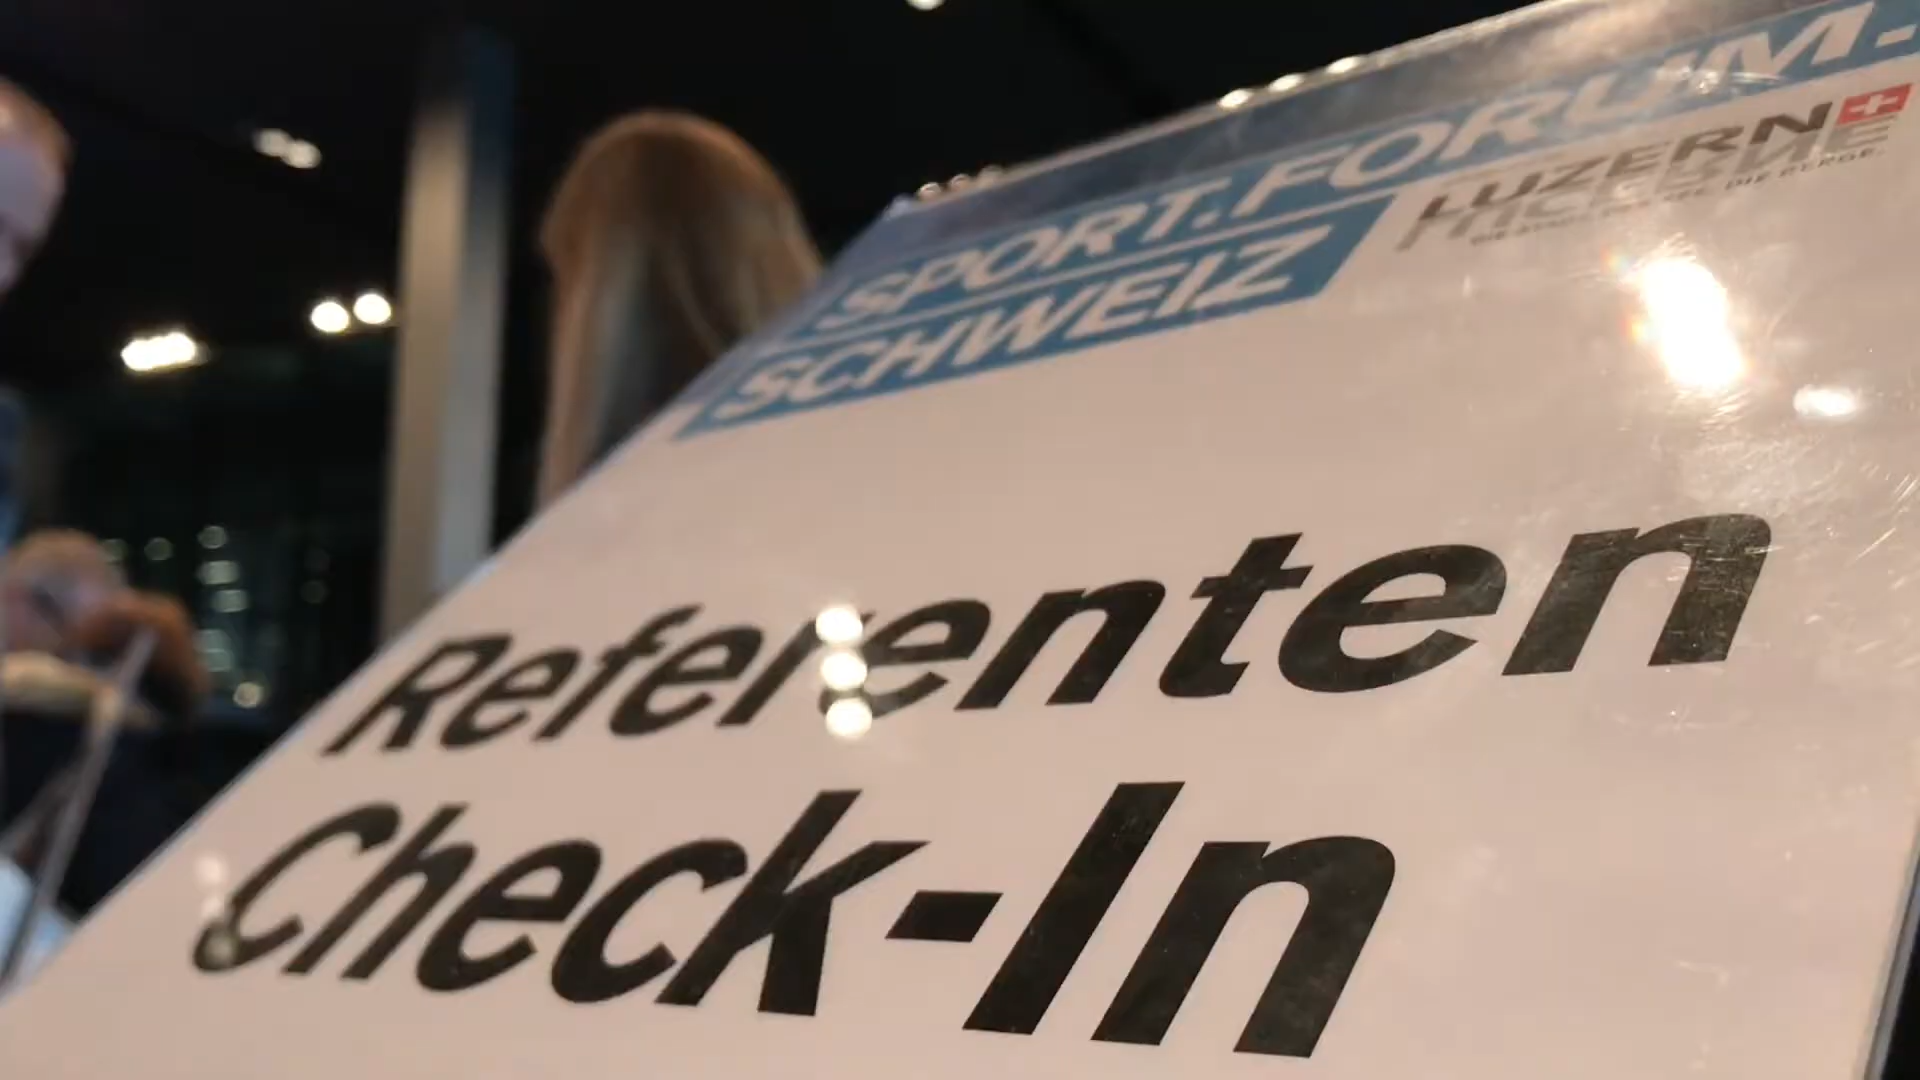 SPORT.FORUM.
SCHWEIZ
LUZERN
Referenten
Check-In